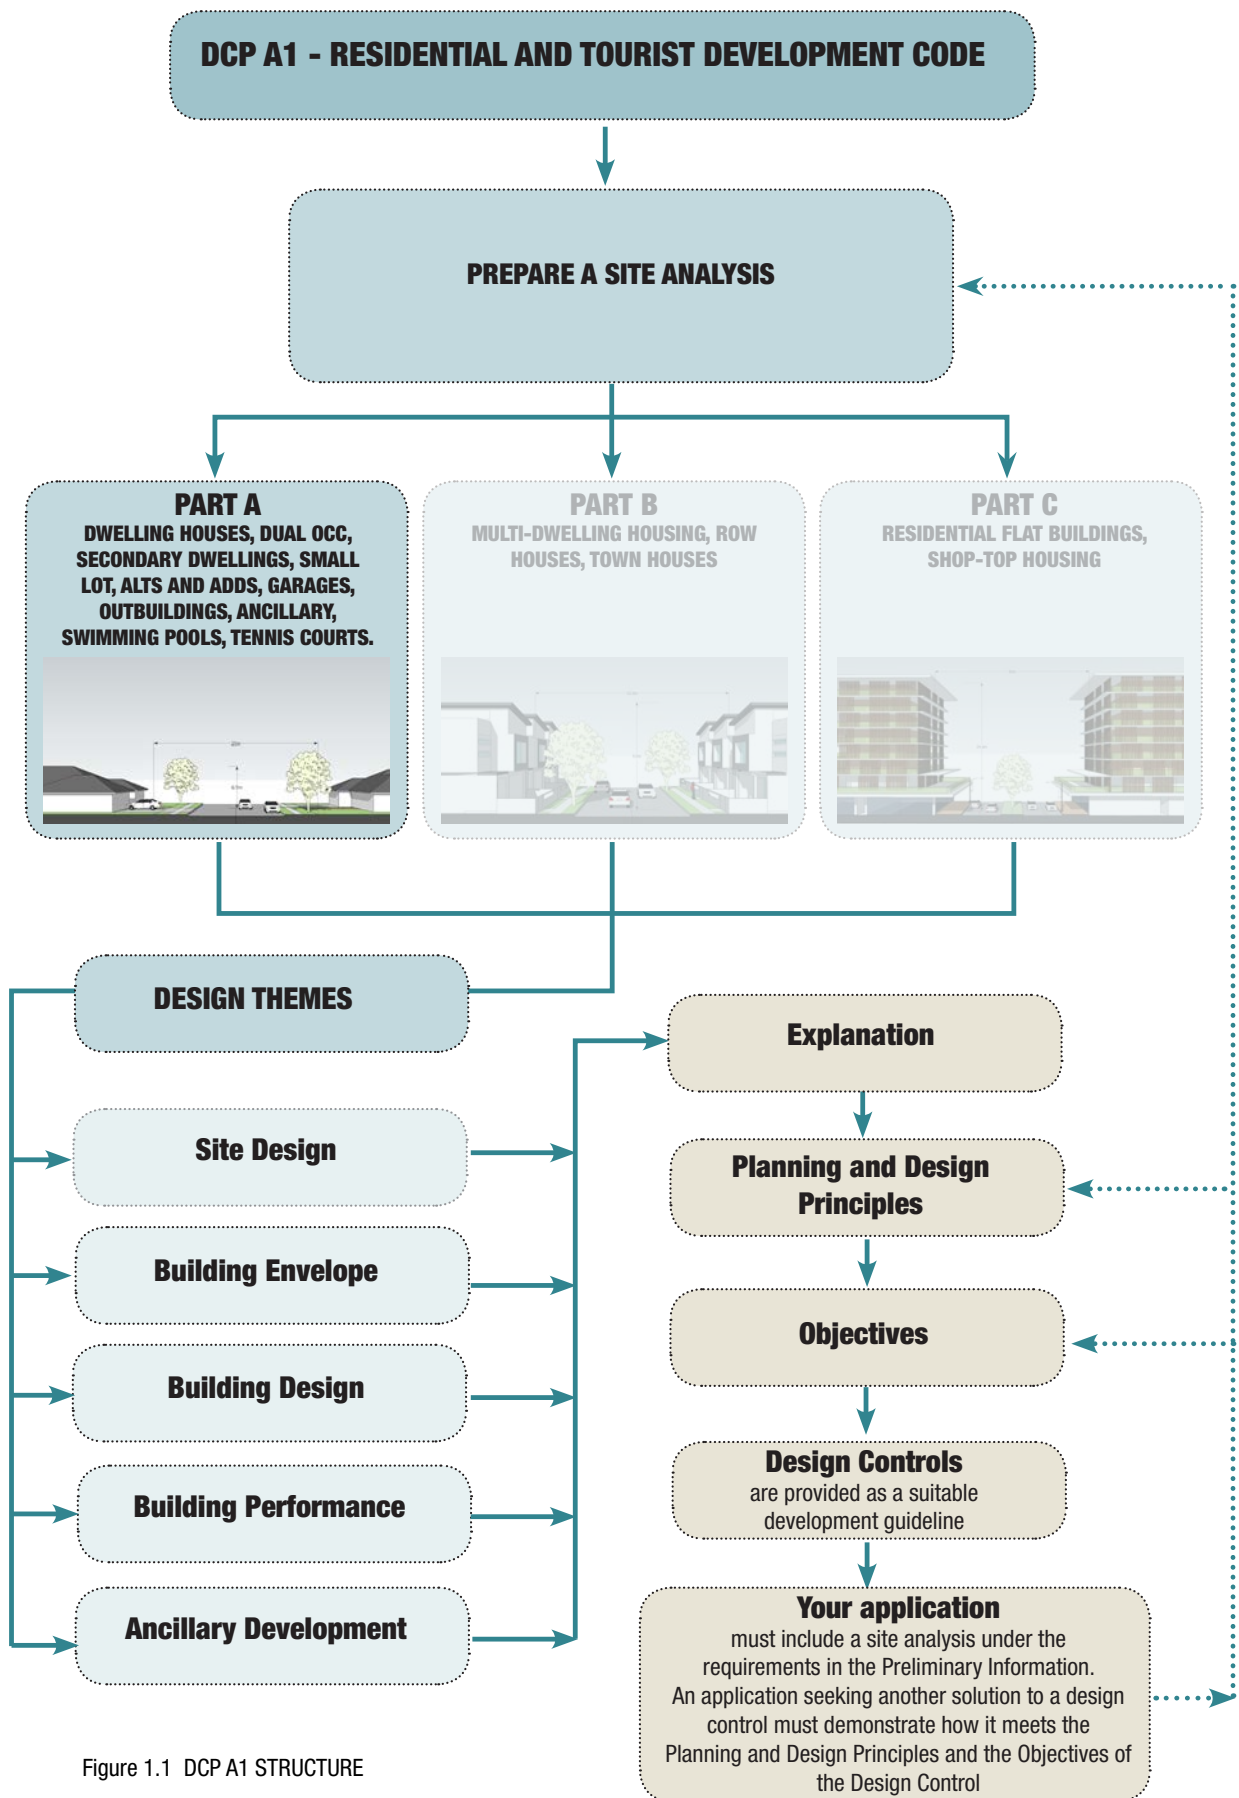 DCP A1 - RESIDENTIAL AND TOURIST DEVELOPMENT CODE
PREPARE A SITE ANALYSIS
PART A
DWELLING HOUSES, DUAL OCC,
SECONDARY DWELLINGS, SMALL
LOT, ALTS AND ADDS, GARAGES,
OUTBUILDINGS, ANCILLARY,
SWIMMING POOLS, TENNIS COURTS.
PART B
MULTI-DWELLING HOUSING, ROW
HOUSES, TOWN HOUSES
PART C
RESIDENTIAL FLAT BUILDINGS,
SHOP-TOP HOUSING
DESIGN THEMES
Site Design
Building Envelope
Building Design
Building Performance
Ancillary Development
Explanation
Planning and Design
Principles
Objectives
Design Controls
are provided as a suitable
development guideline
Your application
must include a site analysis under the
requirements in the Preliminary Information.
An application seeking another solution to a design
control must demonstrate how it meets the
Planning and Design Principles and the Objectives of
the Design Control
Figure 1.1 DCP A1 STRUCTURE